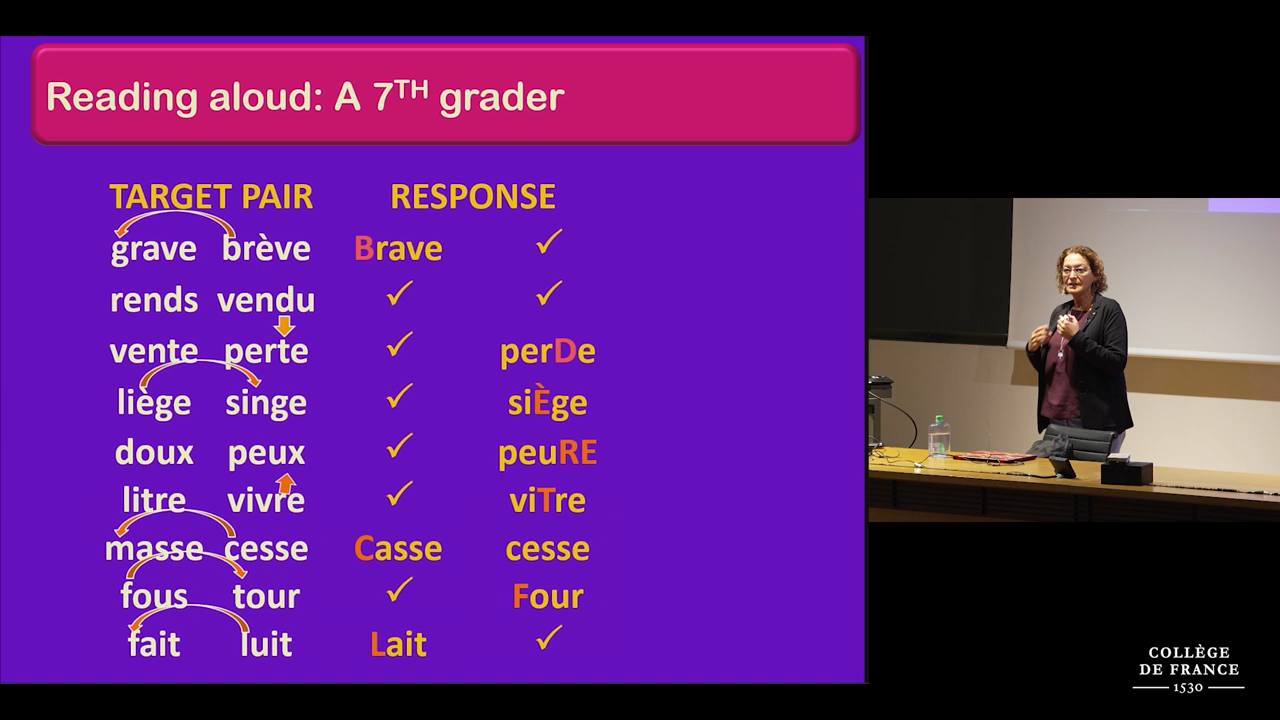 Reading aloud: A 7TH grader
TARGET PAIR RESPONSE
grave brève Brave ✓
rends vendu ✓ ✓
vente perte ✓ perDe
liège singe ✓ siÈge
doux peux ✓ peuRE
litre vivre ✓ viTre
masse cesse Casse cesse
fous tour ✓ Four
fait luit Lait ✓
COLLÈGE
DE FRANCE
1530